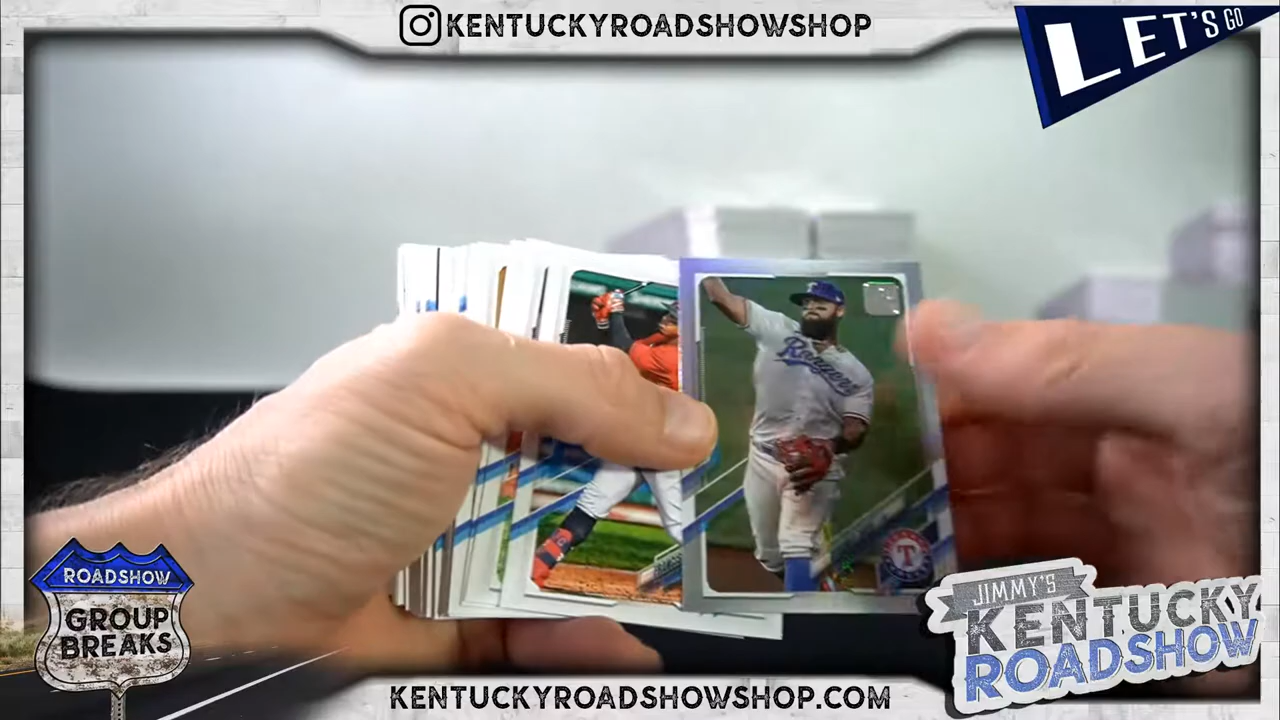 KENTUCKYROADSHOWSHOP
LET'S GO
Rangers
T
ROADSHOW
GROUP
BREAKS
JIMMY'S
KENTUCKY
ROADSHOW
KENTUCKYROADSHOWSHOP.COM